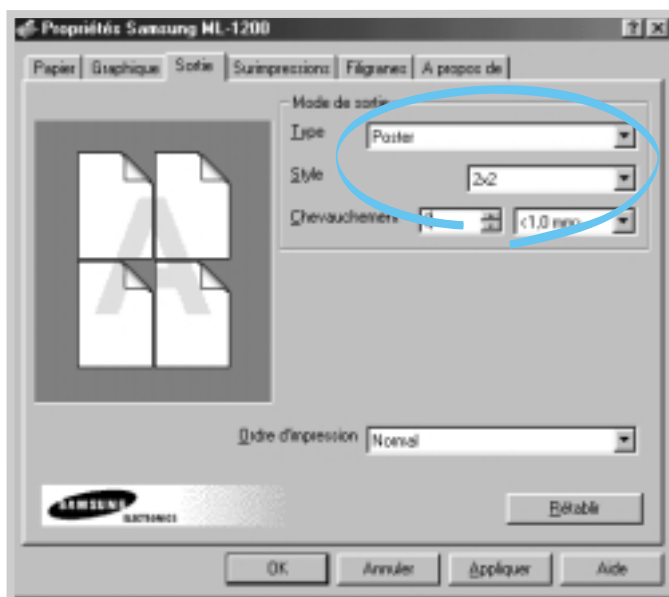 Propriétés Samsung ML-1200
Papier Graphique Sortie Surimpressions Filigranes A propos de
Mode de sortie
Type Poster
Style 2x2
Chevauchement <1,0 mm>
A
Ordre d'impression Normal
SAMSUNG
ELECTRONICS
Rétablir
OK Annuler Appliquer Aide